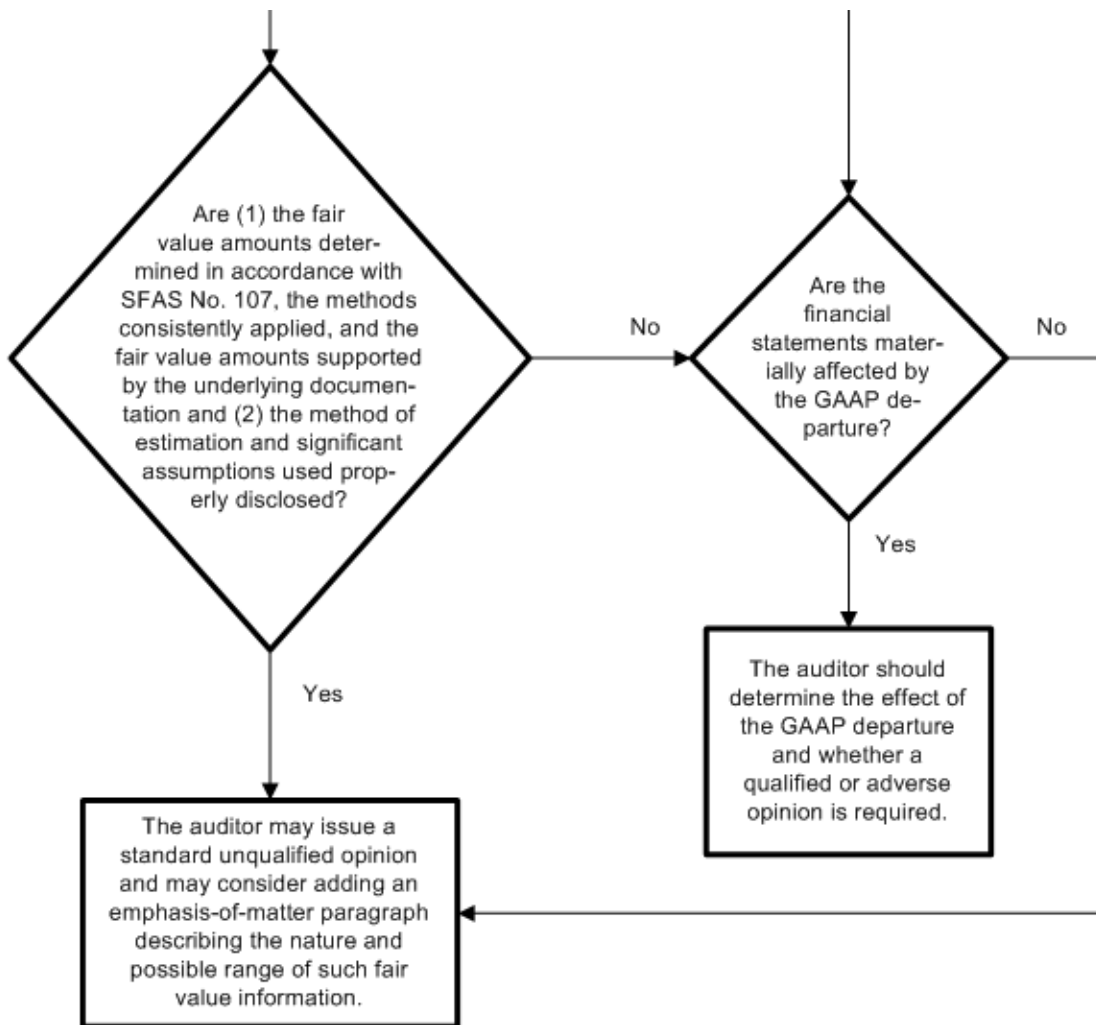 Are (1) the fair
value amounts deter-
mined in accordance with
SFAS No. 107, the methods
consistently applied, and the
fair value amounts supported
by the underlying documen-
tation and (2) the method of
estimation and significant
assumptions used prop-
erly disclosed?
No
Are the
financial
statements mater-
ially affected by
the GAAP de-
parture?
No
Yes
The auditor should
determine the effect of
the GAAP departure
and whether a
qualified or adverse
opinion is required.
Yes
The auditor may issue a
standard unqualified opinion
and may consider adding an
emphasis-of-matter paragraph
describing the nature and
possible range of such fair
value information.